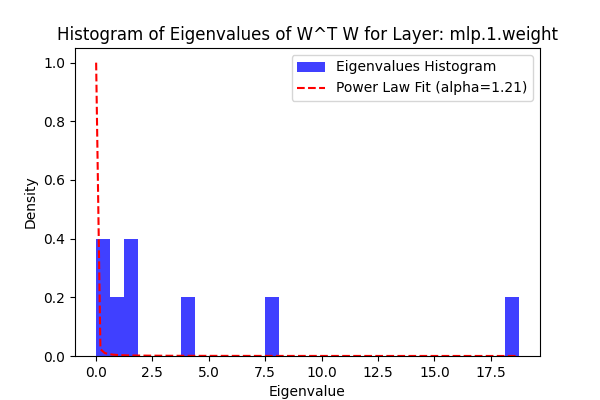 Histogram of Eigenvalues of W^T W for Layer: mlp.1.weight
Eigenvalues Histogram
Power Law Fit (alpha=1.21)
Density
1.0
0.8
0.6
0.4
0.2
0.0
0.0 2.5 5.0 7.5 10.0 12.5 15.0 17.5
Eigenvalue